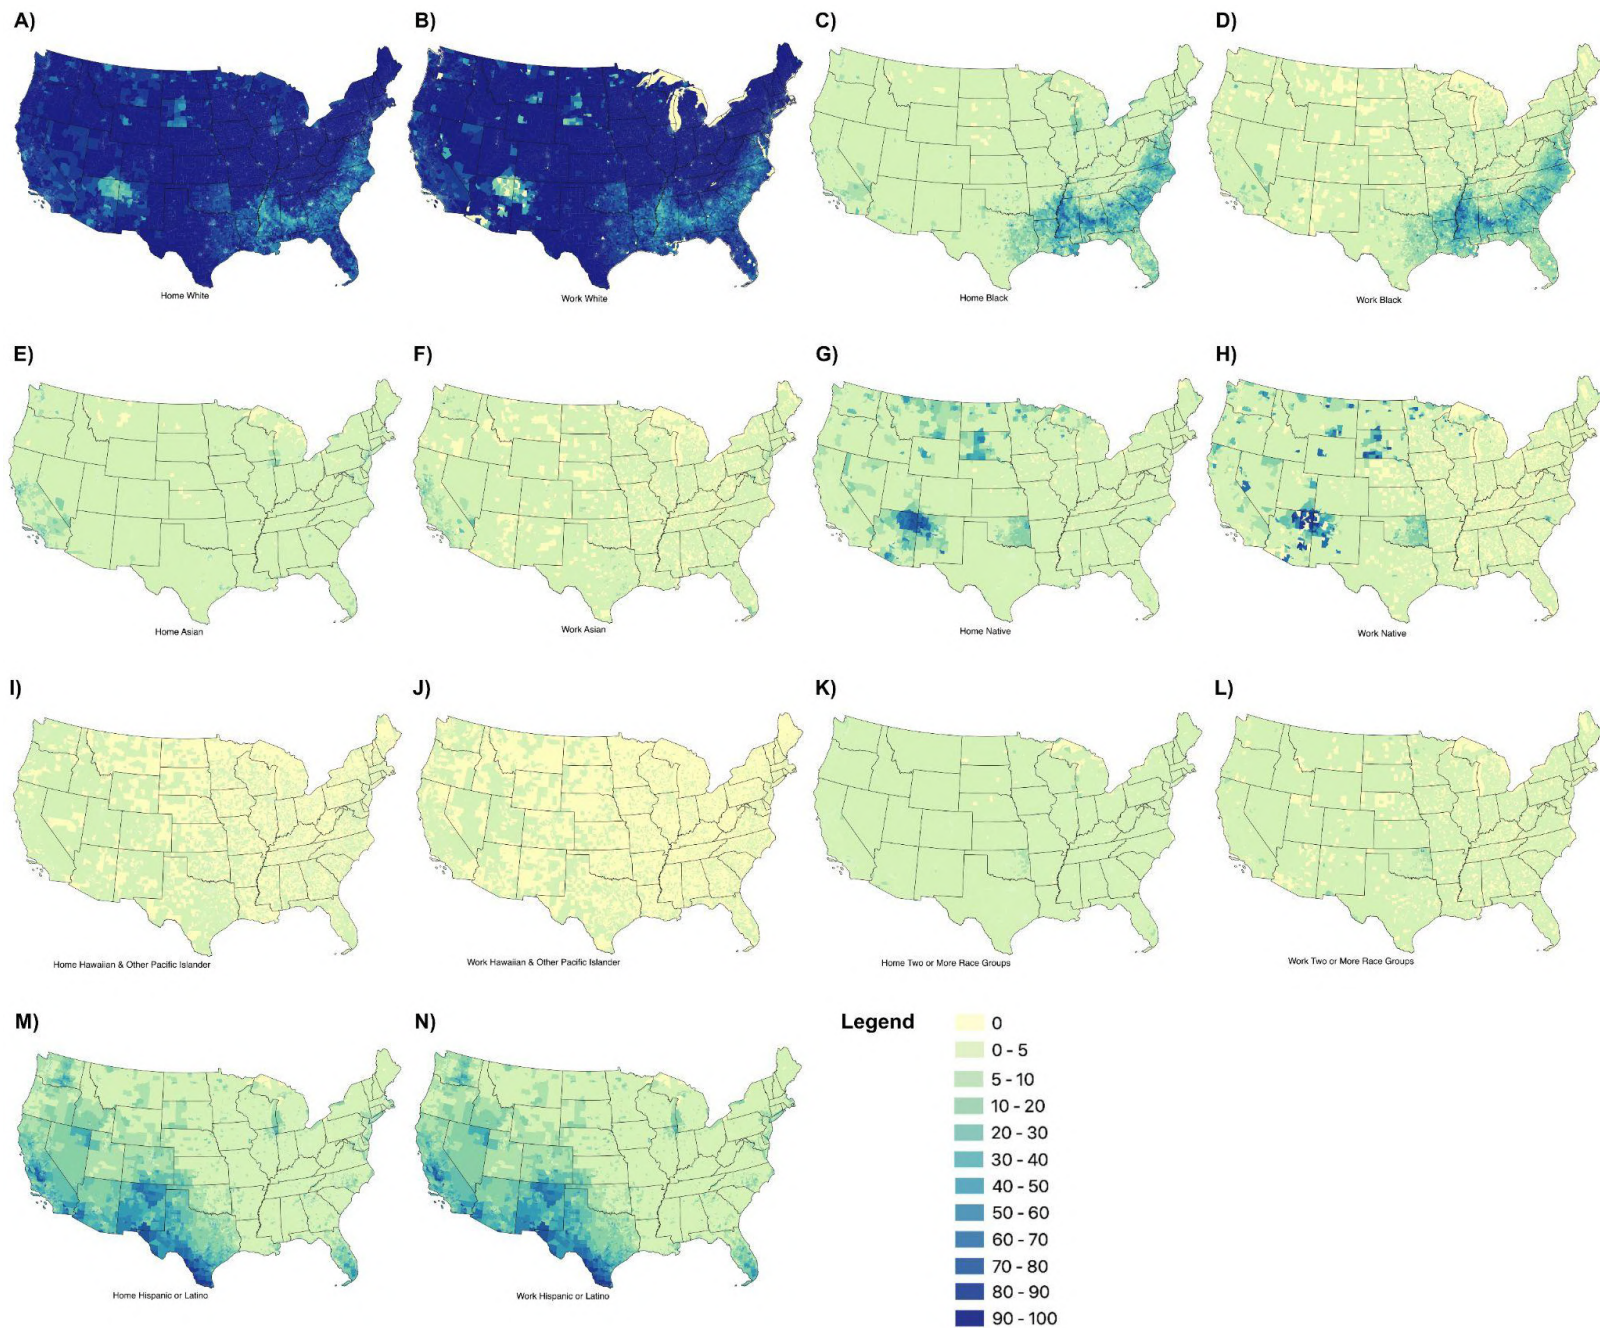 A)
B)
C)
D)
Home White
Work White
Home Black
Work Black
E)
F)
G)
H)
Home Asian
Work Asian
Home Native
Work Native
I)
J)
K)
L)
Home Hawaiian & Other Pacific Islander
Work Hawaiian & Other Pacific Islander
Home Two or More Race Groups
Work Two or More Race Groups
M)
N)
Home Hispanic or Latino
Work Hispanic or Latino
Legend
0
0 - 5
5 - 10
10 - 20
20 - 30
30 - 40
40 - 50
50 - 60
60 - 70
70 - 80
80 - 90
90 - 100